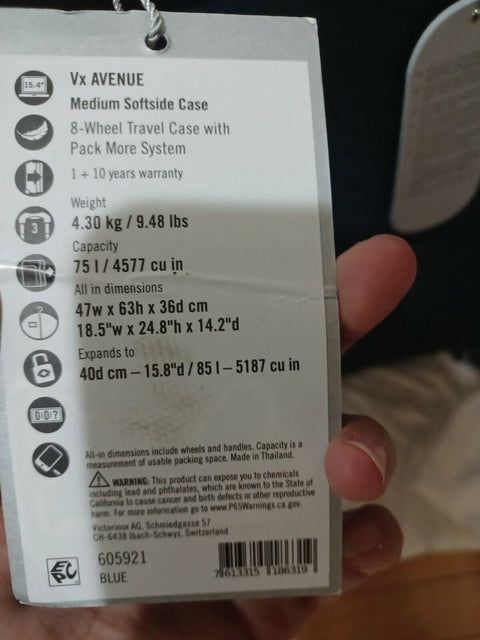 15.4"
Vx AVENUE
Medium Softside Case
8-Wheel Travel Case with
Pack More System
1 + 10 years warranty
3
Weight
4.30 kg / 9.48 lbs
Capacity
75 l / 4577 cu in
All in dimensions
47w x 63h x 36d cm
18.5"w x 24.8"h x 14.2"d
Expands to
40d cm – 15.8"d / 85 l – 5187 cu in
0 0 ?
All-in dimensions include wheels and handles. Capacity is a
measurement of usable packing space. Made in Thailand.
WARNING: This product can expose you to chemicals
including lead and phthalates, which are known to the State of
California to cause cancer and birth defects or other reproductive
harm. For more information go to www.P65Warnings.ca.gov.
Victorinox AG, Schmiedgasse 57
CH-6438 Ibach-Schwyz, Switzerland
EPC
605921
BLUE
7 613315 186319